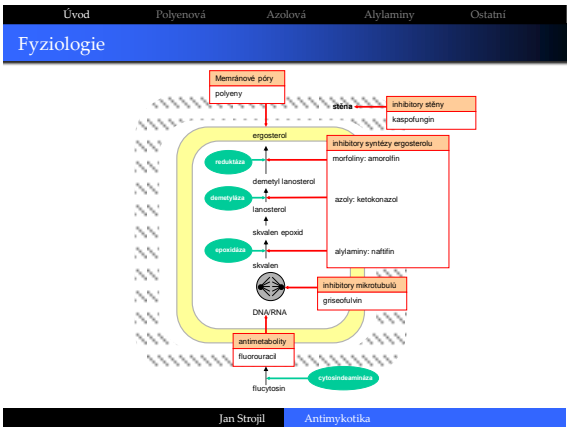 Úvod Polyenová Azolová Alylaminy Ostatní
Fyziologie
Memránové póry
polyeny
stěna
inhibitory stěny
kaspofungin
ergosterol
inhibitory syntézy ergosterolu
reduktáza
morfoliny: amorolfin
demetyl lanosterol
demetyláza
azoly: ketokonazol
lanosterol
skvalen epoxid
epoxidáza
alylaminy: naftifin
skvalen
inhibitory mikrotubulů
griseofulvin
DNA/RNA
antimetabolity
fluorouracil
cytosindeamináza
flucytosin
Jan Strojil Antimykotika